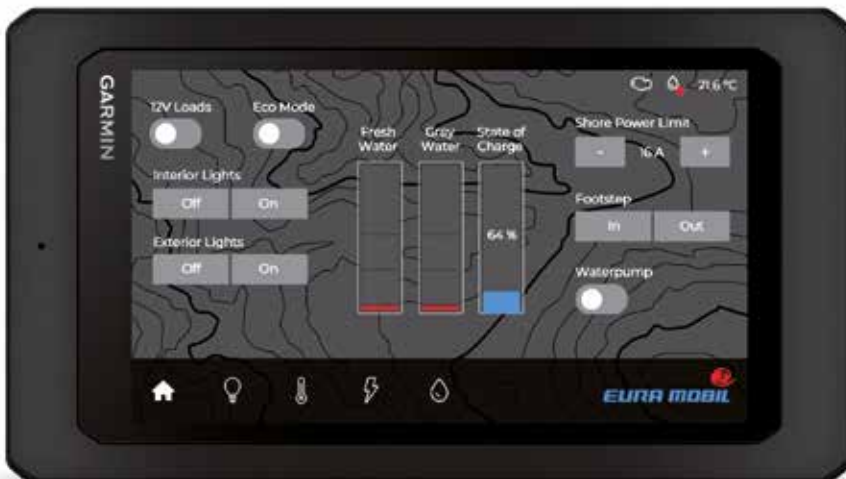 GARMIN
21.6 °C
12V Loads
Eco Mode
Fresh
Water
Gray
Water
State of
Charge
Shore Power Limit
-
16 A
+
Interior Lights
Off
On
Footstep
In
Out
64 %
Exterior Lights
Off
On
Waterpump
EURA MOBIL